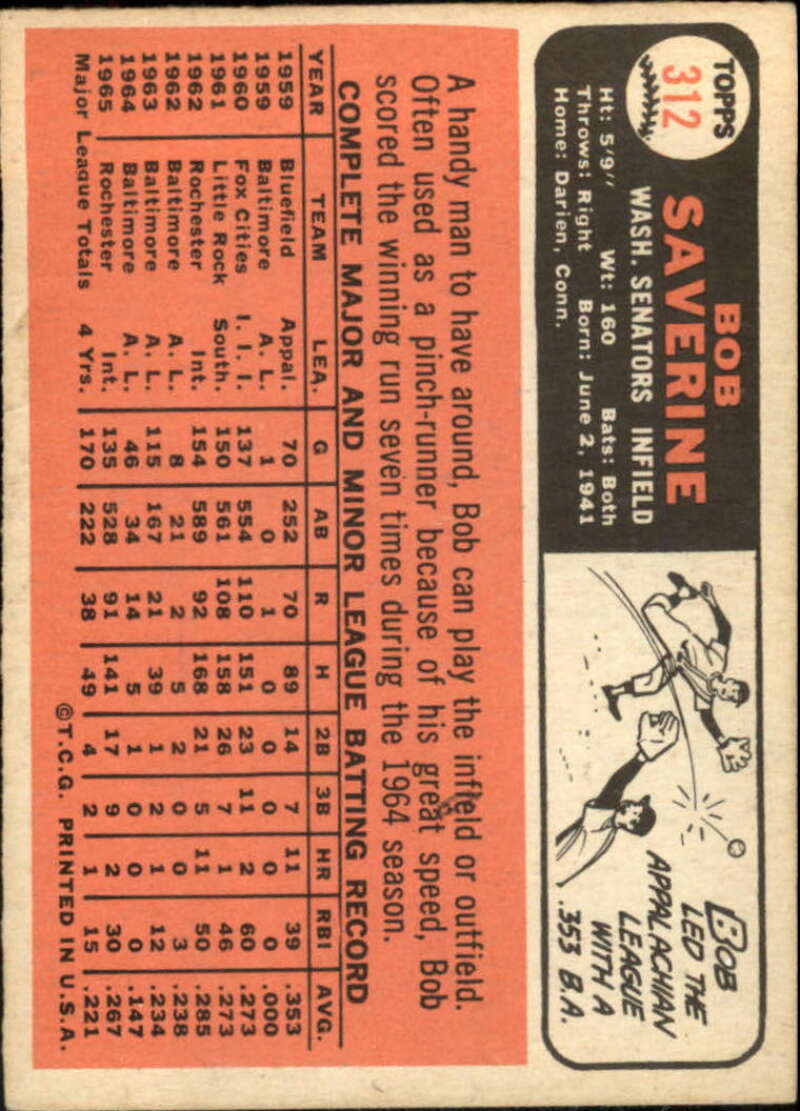 TOPPS
312
BOB
SAVERINE
WASH. SENATORS INFIELD
Ht: 5'9" Wt: 160 Bats: Both
Throws: Right Born: June 2, 1941
Home: Darien, Conn.
BOB
LED THE
APPALACHIAN
LEAGUE
WITH A
.353 B.A.
A handy man to have around, Bob can play the infield or outfield.
Often used as a pinch-runner because of his great speed, Bob
scored the winning run seven times during the 1964 season.
COMPLETE MAJOR AND MINOR LEAGUE BATTING RECORD
YEAR TEAM LEA. G AB R H 2B 3B HR RBI AVG.
1959 Bluefield Appal. 70 252 70 89 14 7 11 39 .353
1959 Baltimore A. L. 1 0 1 0 0 0 0 0 .000
1960 Fox Cities I. I. I. 137 554 110 151 23 11 2 60 .273
1961 Little Rock South. 150 561 108 158 26 7 1 46 .273
1962 Rochester Int. 154 589 92 168 21 5 11 50 .285
1962 Baltimore A. L. 8 21 2 5 2 0 0 3 .238
1963 Baltimore A. L. 115 167 21 39 1 2 1 12 .234
1964 Baltimore A. L. 46 34 14 5 1 0 0 0 .147
1965 Rochester Int. 135 528 91 141 17 9 2 30 .267
Major League Totals 4 Yrs. 170 222 38 49 4 2 1 15 .221
©T.C.G. PRINTED IN U.S.A.